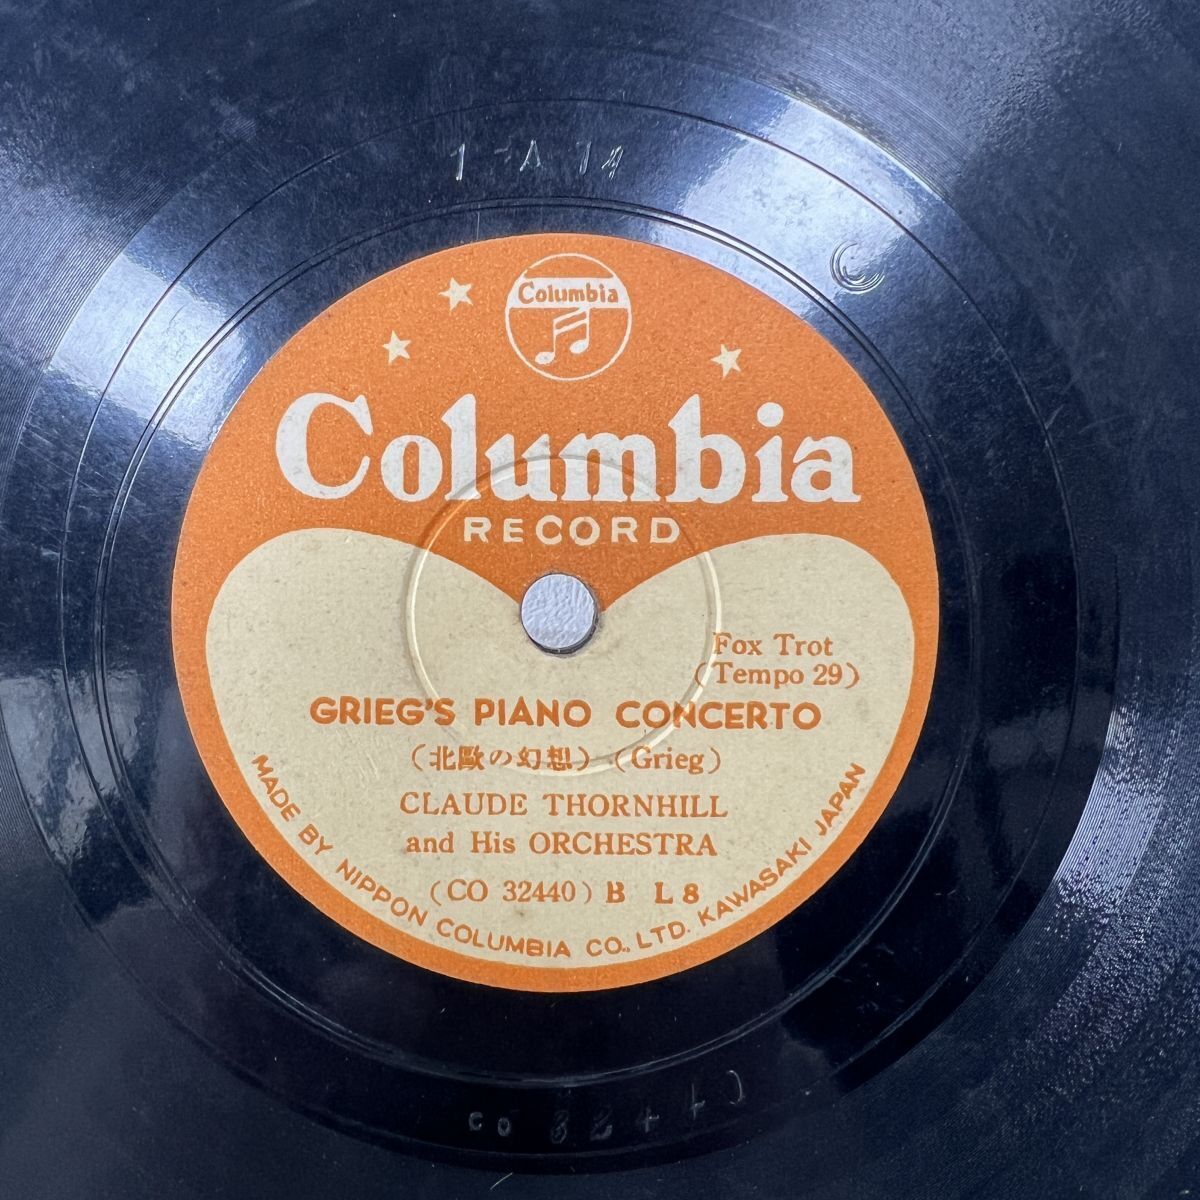 1-A 14
C
Columbia
Columbia
RECORD
Fox Trot
(Tempo 29)
GRIEG'S PIANO CONCERTO
(北歐の幻想) (Grieg)
CLAUDE THORNHILL
and His ORCHESTRA
(CO 32440) B L 8
MADE BY NIPPON COLUMBIA CO., LTD. KAWASAKI JAPAN